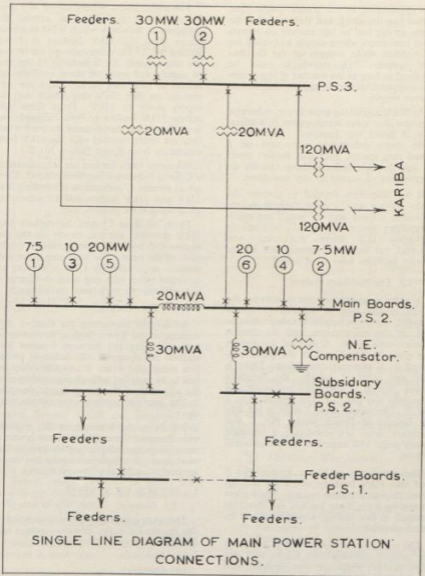 Feeders. 30MW 30MW Feeders.
1 2
P.S.3.
20MVA 20MVA
120MVA
KARIBA
120MVA
7·5 10 20MW 20 10 7·5MW
1 3 5 6 4 2
20MVA
Main Boards.
P.S.2.
30MVA 30MVA N.E.
Compensator.
Subsidiary
Boards.
P.S.2.
Feeders Feeders.
Feeder Boards.
P.S.1.
Feeders. Feeders.
SINGLE LINE DIAGRAM OF MAIN POWER STATION
CONNECTIONS.